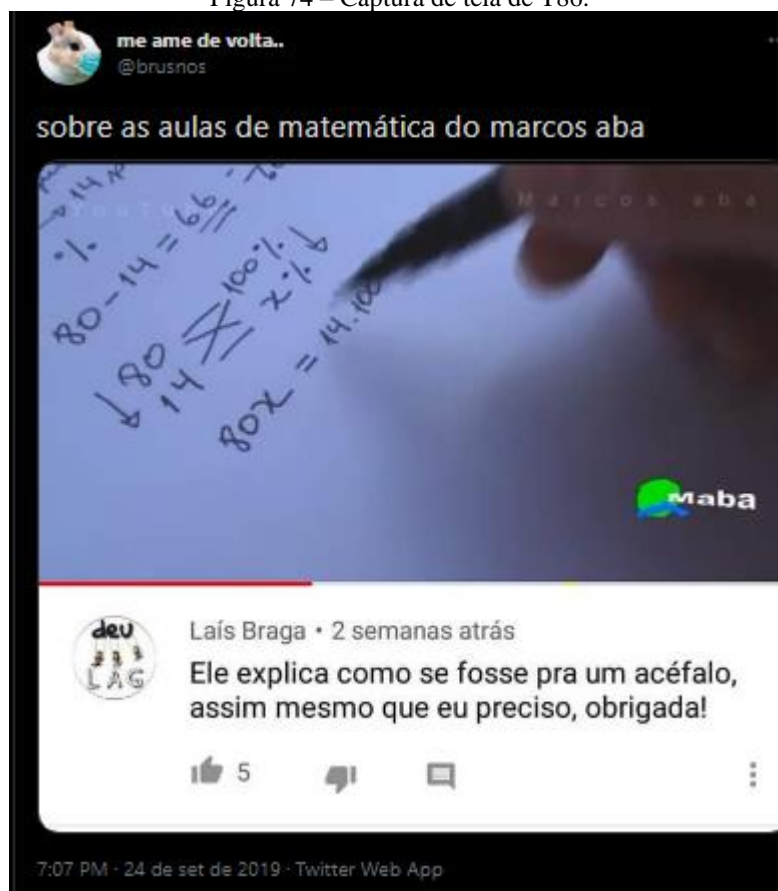 Figura 74 – Captura de tela de T86.
me ame de volta..
@brusnos
sobre as aulas de matemática do marcos aba
Marcos aba
%
80-14 = 66
80 100%
14 x%
80x = 14.100
maba
deu
LAG
Laís Braga • 2 semanas atrás
Ele explica como se fosse pra um acéfalo,
assim mesmo que eu preciso, obrigada!
5
7:07 PM · 24 de set de 2019 · Twitter Web App